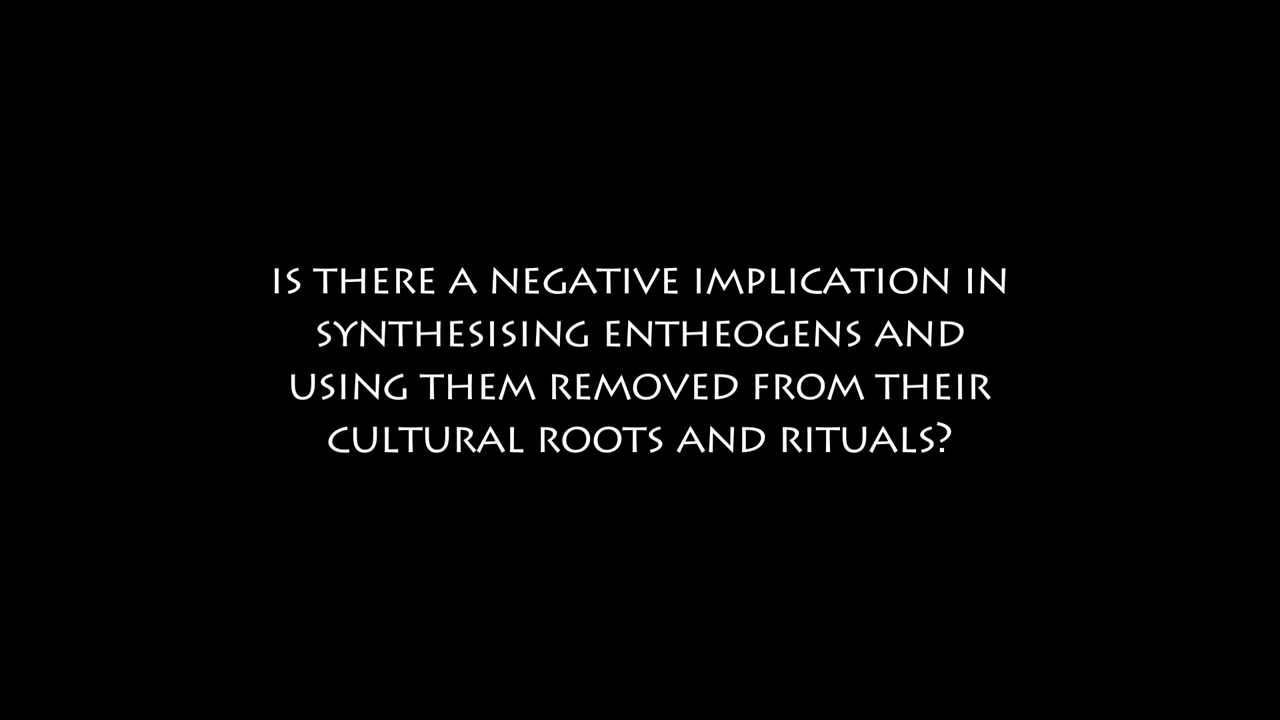 IS THERE A NEGATIVE IMPLICATION IN
SYNTHESISING ENTHEOGENS AND
USING THEM REMOVED FROM THEIR
CULTURAL ROOTS AND RITUALS?